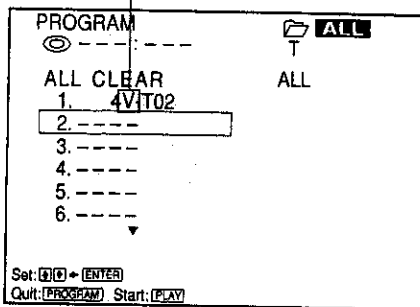 PROGRAM
ALL
-----:-----
T
ALL CLEAR
ALL
1. 4V-T02
2. -----
3. -----
4. -----
5. -----
6. -----
Set: ← ENTER
Quit: PROGRAM Start: PLAY